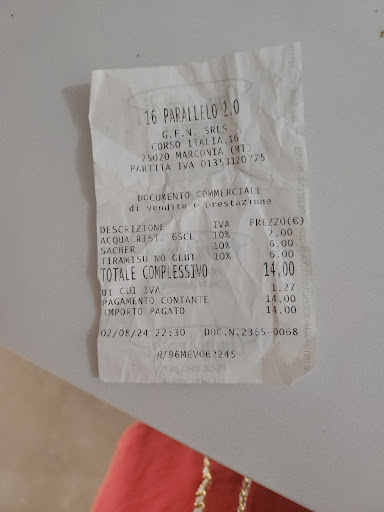 16 PARALLELO 2.0
G.F.N. SRLS
CORSO ITALIA,16
75020 MARCOVIA (MT)
PARTITA IVA 01353120775
DOCUMENTO COMMERCIALE
di vendita o prestazione
DESCRIZIONE IVA PREZZO(€)
ACQUA RIST. 65CL 10% 2.00
SACHER 10% 6.00
TIRAMISU NO GLUT. 10% 6.00
TOTALE COMPLESSIVO 14.00
DI CUI IVA 1.27
PAGAMENTO CONTANTE 14.00
IMPORTO PAGATO 14.00
02/08/24 22:30 DOC.N.2365-0068
RT96MEV062245